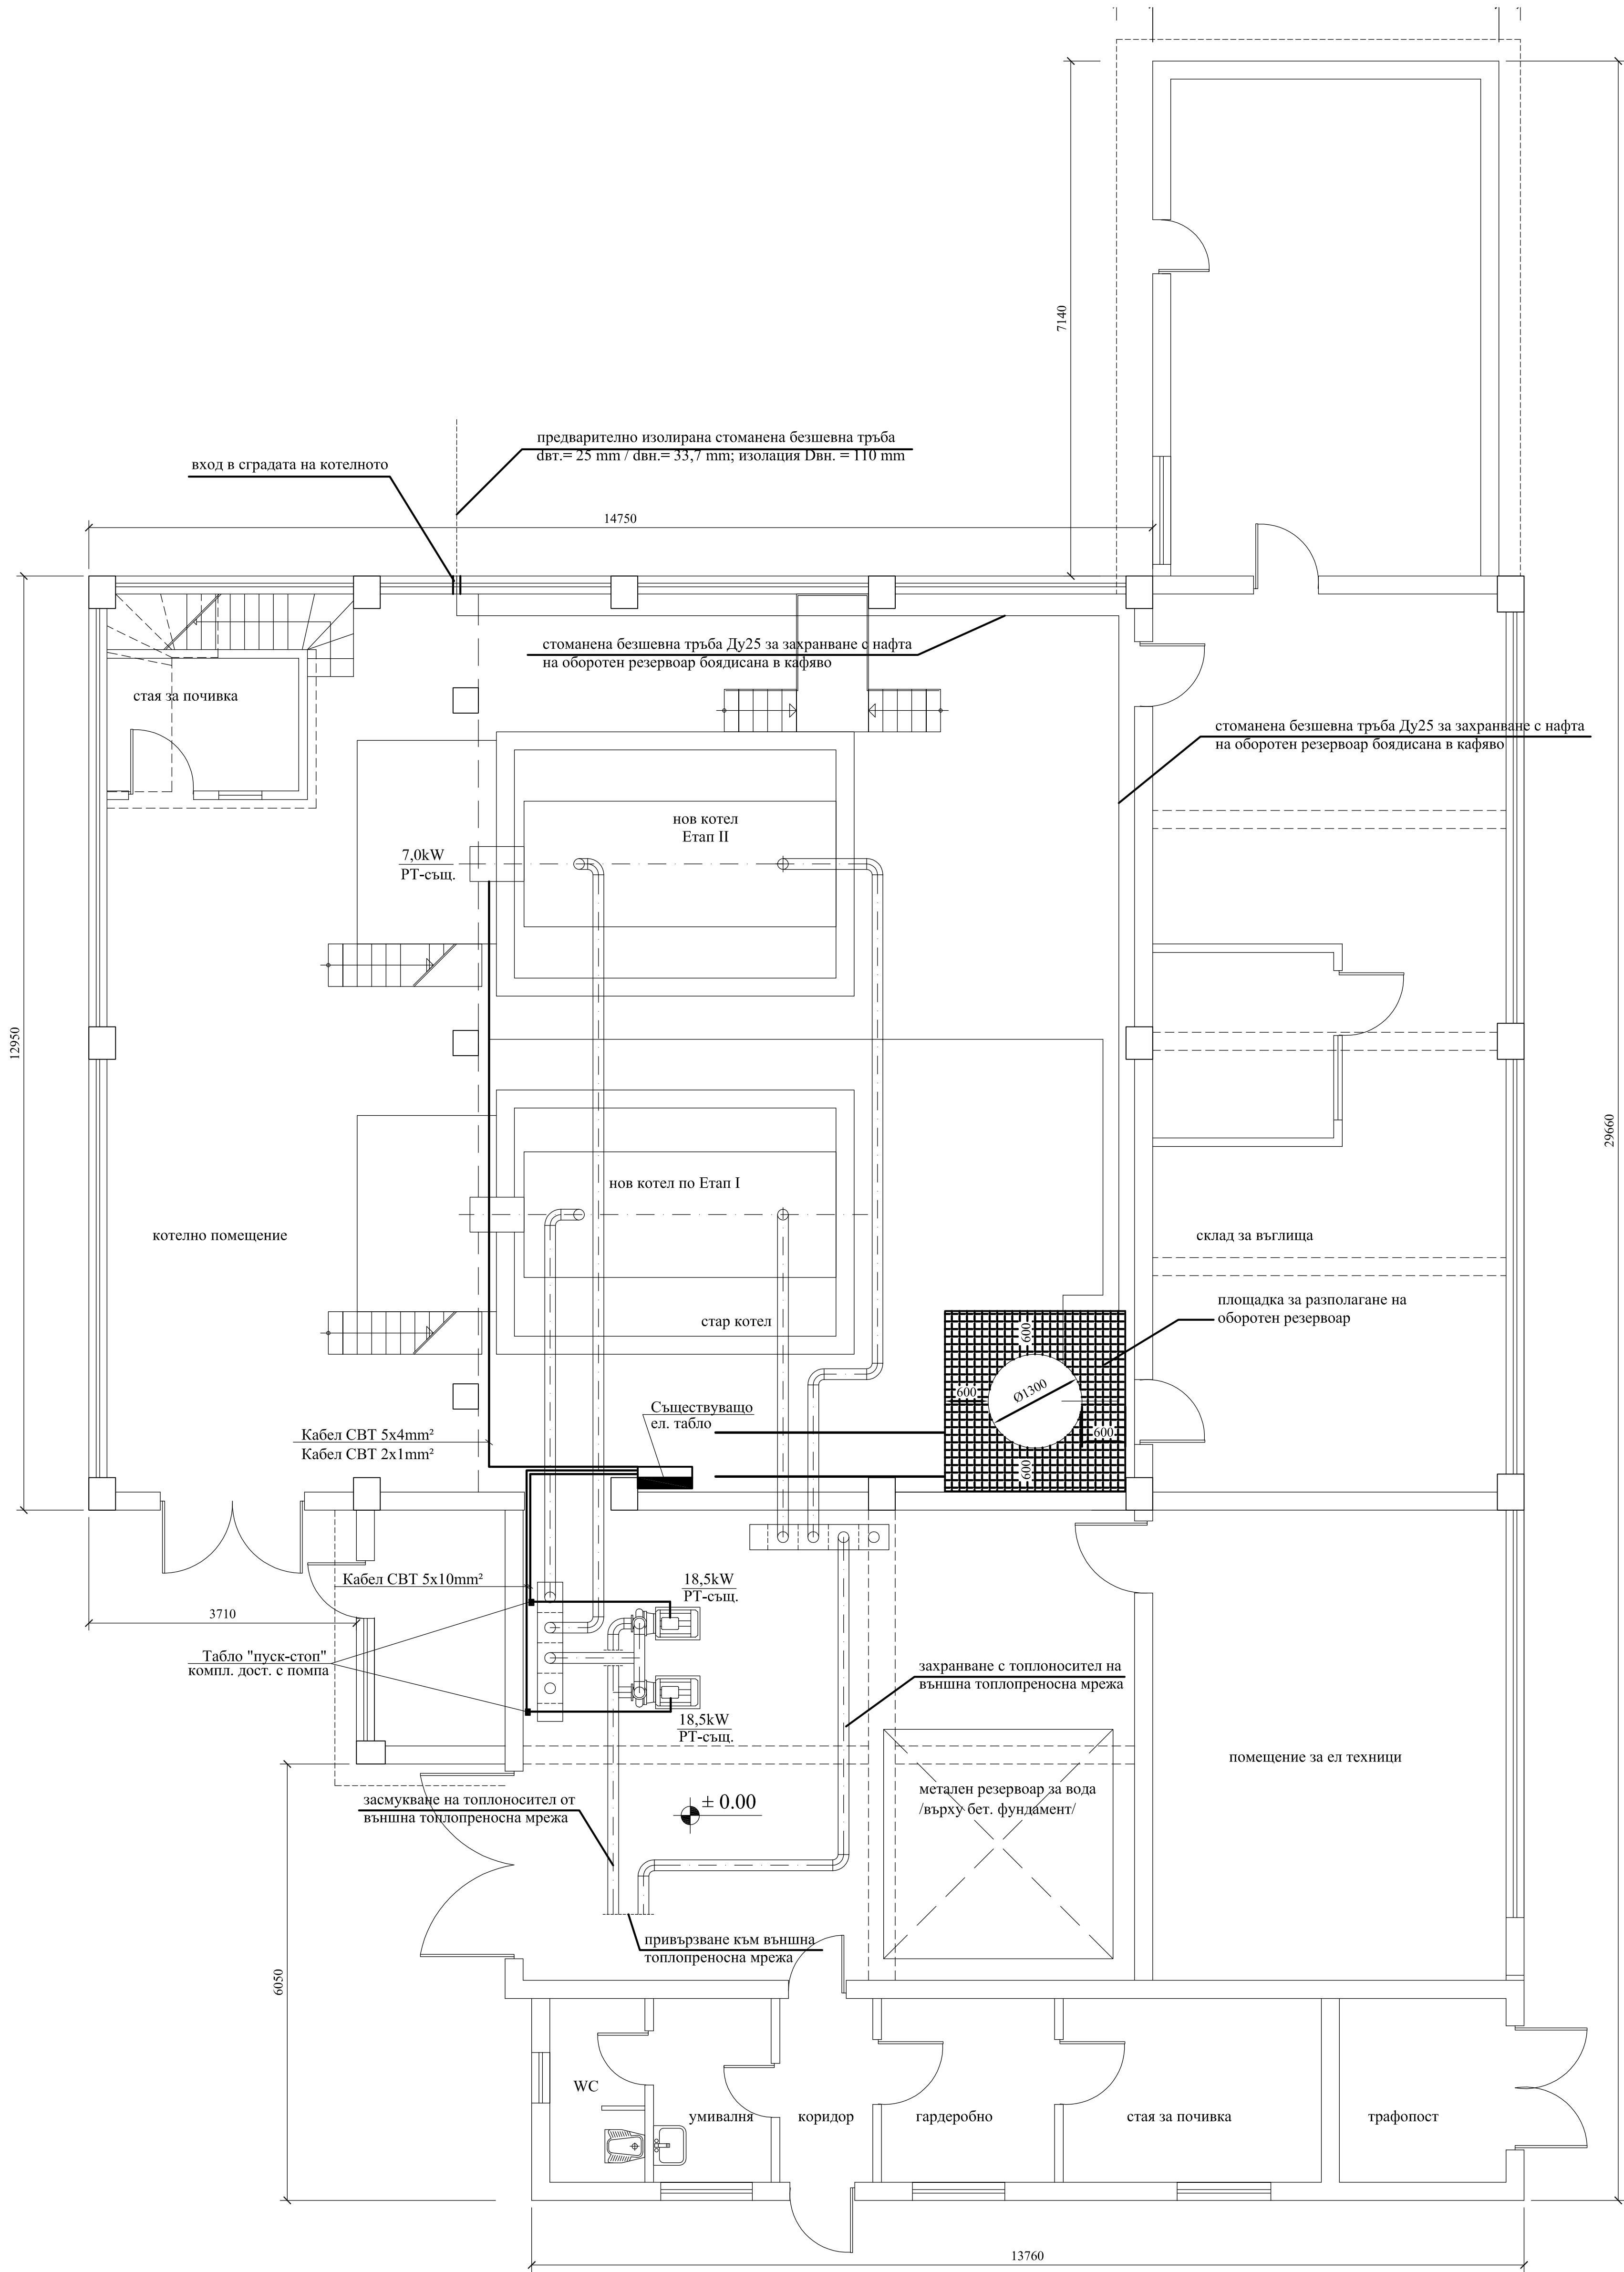 7140
предварително изолирана стоманена безшевна тръба
dвт.= 25 mm / dвн.= 33,7 mm; изолация Dвн. = 110 mm
вход в сградата на котелното
14750
стоманена безшевна тръба Ду25 за захранване с нафта
на оборотен резервоар боядисана в кафяво
стая за почивка
стоманена безшевна тръба Ду25 за захранване с нафта
на оборотен резервоар боядисана в кафяво
нов котел
Етап II
7,0kW
РТ-същ.
12950
29660
нов котел по Етап I
котелно помещение
склад за въглища
стар котел
площадка за разполагане на
оборотен резервоар
600
600
Ø1300
600
600
Съществуващо
ел. табло
Кабел СВТ 5x4mm²
Кабел СВТ 2x1mm²
Кабел СВТ 5x10mm²
18,5kW
РТ-същ.
3710
Табло "пуск-стоп"
компл. дост. с помпа
захранване с топлоносител на
външна топлопреносна мрежа
18,5kW
РТ-същ.
помещение за ел техници
метален резервоар за вода
/върху бет. фундамент/
засмукване на топлоносител от
външна топлопреносна мрежа
± 0.00
привързване към външна
топлопреносна мрежа
6050
WC
умивалня
коридор
гардеробно
стая за почивка
трафопост
13760